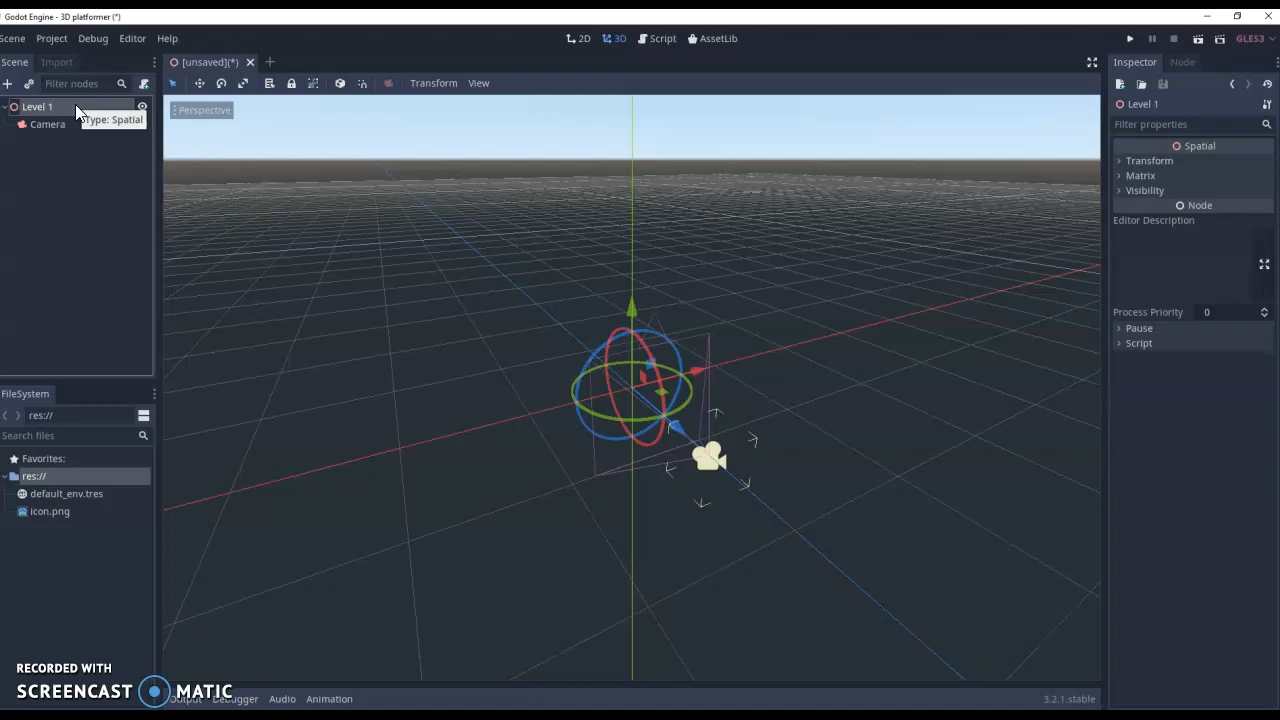 Godot Engine - 3D platformer (*)
Scene Project Debug Editor Help
2D 3D Script AssetLib
GLES3
Scene Import
[unsaved](*)
Inspector Node
Filter nodes
Transform View
Level 1
Type: Spatial
Camera
Perspective
Level 1
Filter properties
Spatial
Transform
Matrix
Visibility
Node
Editor Description
Process Priority 0
Pause
Script
FileSystem
res://
Search files
Favorites:
res://
default_env.tres
icon.png
RECORDED WITH
SCREENCAST MATIC
Output Debugger Audio Animation
3.2.1.stable